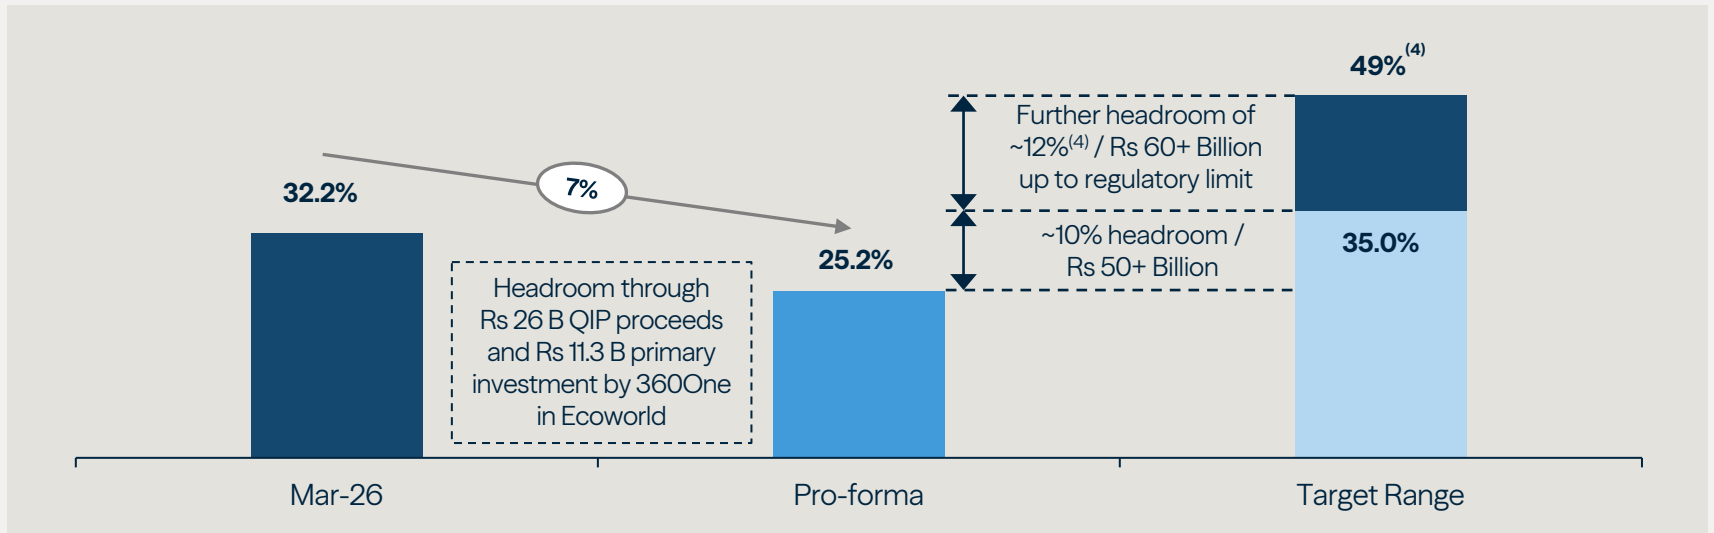 49%(4)
Further headroom of
~12%(4) / Rs 60+ Billion
up to regulatory limit
7%
32.2%
~10% headroom /
Rs 50+ Billion
35.0%
25.2%
Headroom through
Rs 26 B QIP proceeds
and Rs 11.3 B primary
investment by 360One
in Ecoworld
Mar-26
Pro-forma
Target Range